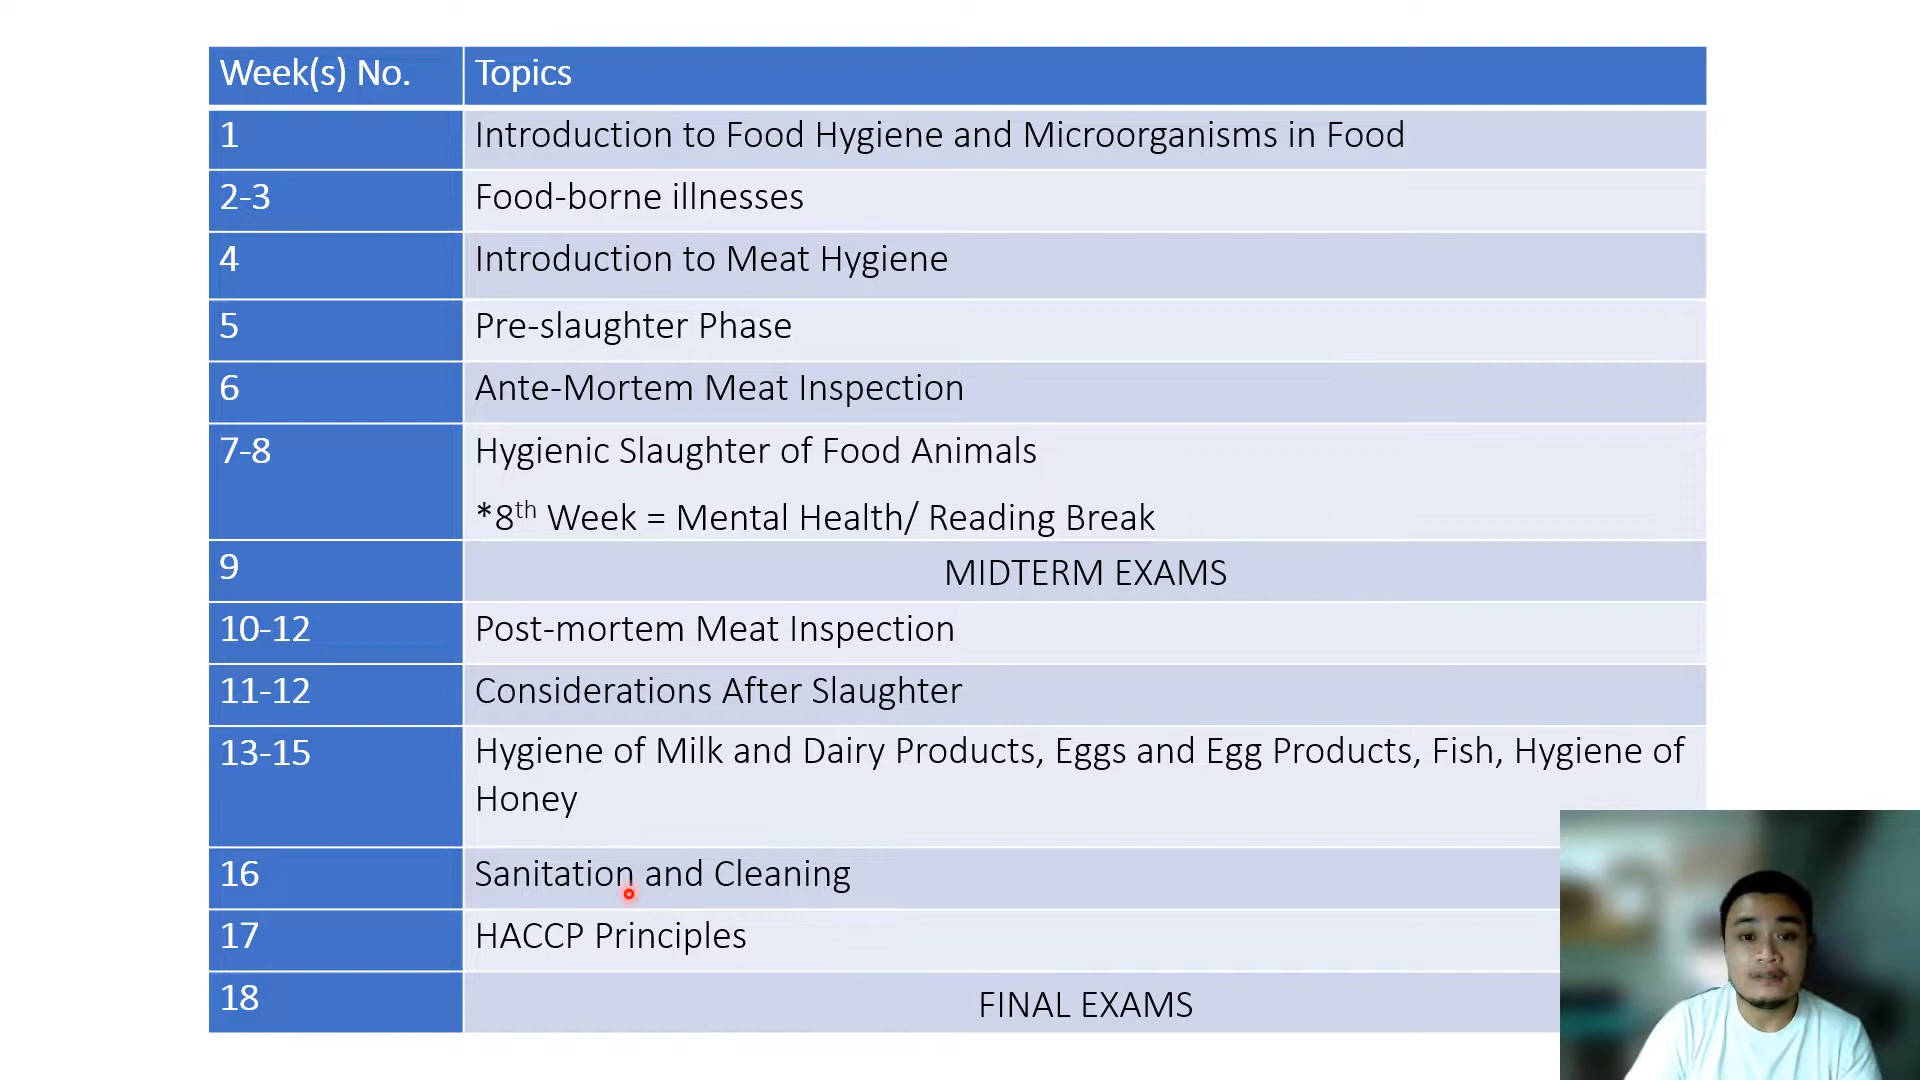 Week(s) No. Topics
1 Introduction to Food Hygiene and Microorganisms in Food
2-3 Food-borne illnesses
4 Introduction to Meat Hygiene
5 Pre-slaughter Phase
6 Ante-Mortem Meat Inspection
7-8 Hygienic Slaughter of Food Animals
*8th Week = Mental Health/ Reading Break
9 MIDTERM EXAMS
10-12 Post-mortem Meat Inspection
11-12 Considerations After Slaughter
13-15 Hygiene of Milk and Dairy Products, Eggs and Egg Products, Fish, Hygiene of
Honey
16 Sanitation and Cleaning
17 HACCP Principles
18 FINAL EXAMS